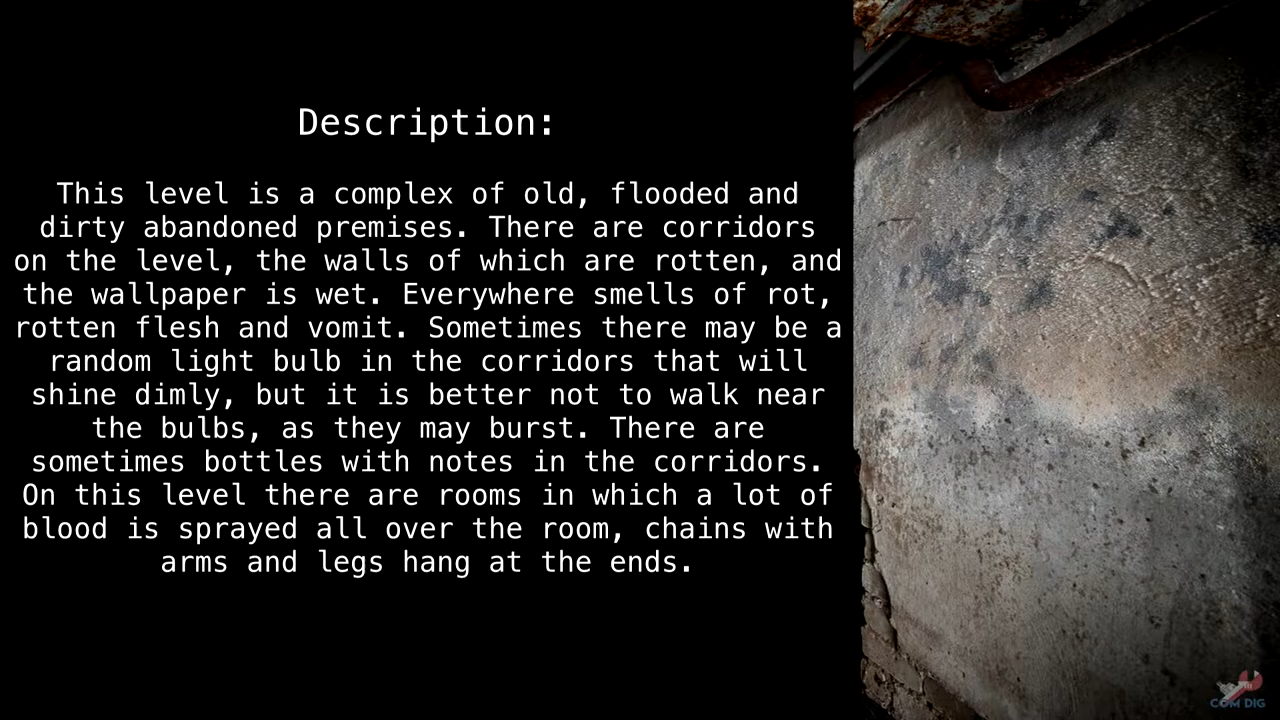 Description:
This level is a complex of old, flooded and
dirty abandoned premises. There are corridors
on the level, the walls of which are rotten, and
the wallpaper is wet. Everywhere smells of rot,
rotten flesh and vomit. Sometimes there may be a
random light bulb in the corridors that will
shine dimly, but it is better not to walk near
the bulbs, as they may burst. There are
sometimes bottles with notes in the corridors.
On this level there are rooms in which a lot of
blood is sprayed all over the room, chains with
arms and legs hang at the ends.
COM DIG